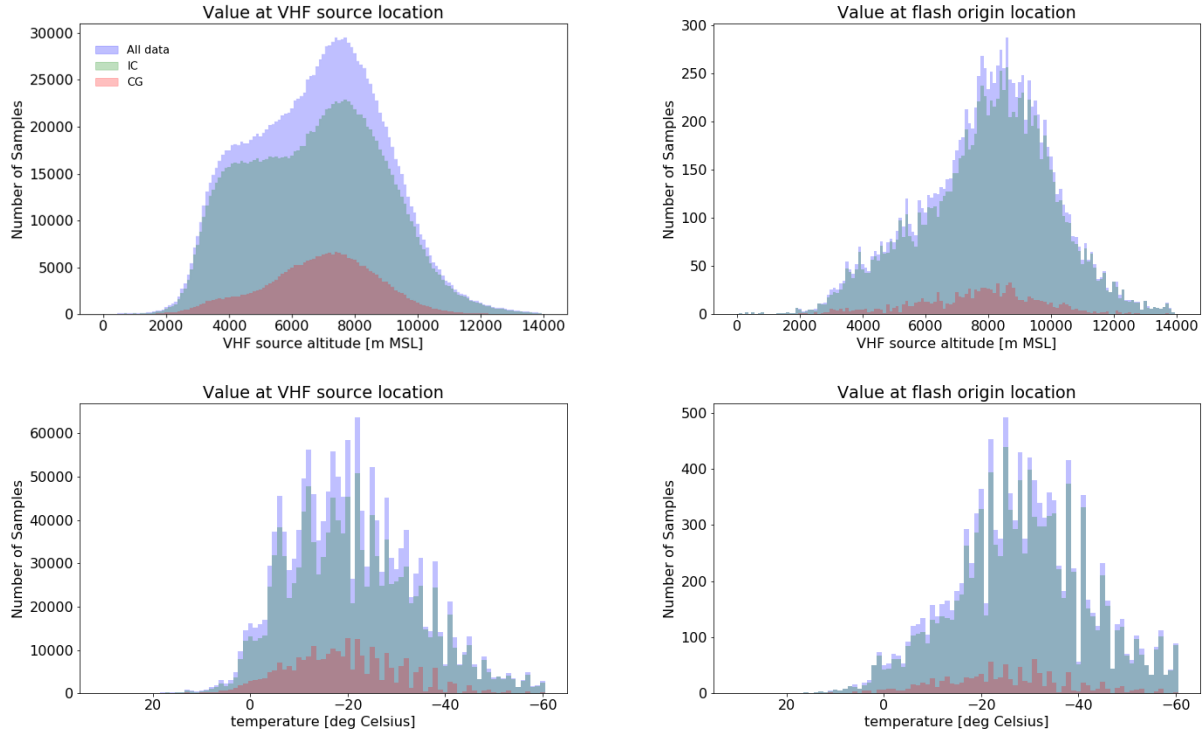 Value at VHF source location
Number of Samples
30000
25000
20000
15000
10000
5000
0
All data
IC
CG
0 2000 4000 6000 8000 10000 12000 14000
VHF source altitude [m MSL]
Value at flash origin location
Number of Samples
300
250
200
150
100
50
0
0 2000 4000 6000 8000 10000 12000 14000
VHF source altitude [m MSL]
Value at VHF source location
Number of Samples
60000
50000
40000
30000
20000
10000
0
20 0 −20 −40 −60
temperature [deg Celsius]
Value at flash origin location
Number of Samples
500
400
300
200
100
0
20 0 −20 −40 −60
temperature [deg Celsius]